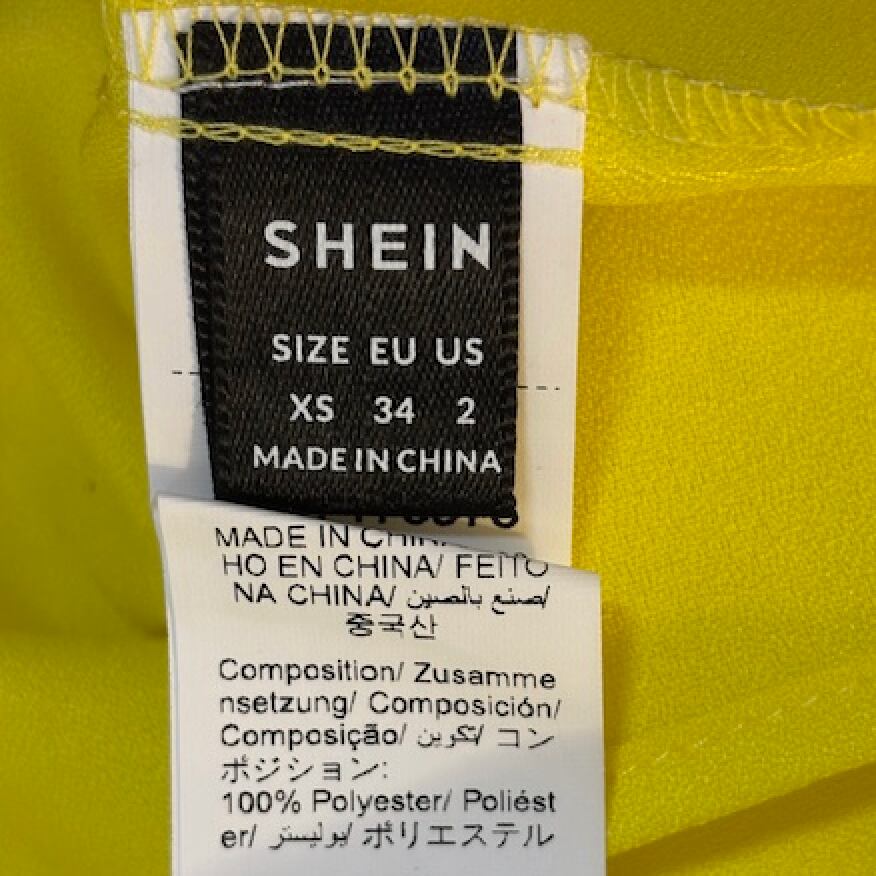 SHEIN
SIZE EU US
XS 34 2
MADE IN CHINA
MADE IN
HO EN CHINA/ FEITO
NA CHINA/ صنع بالصين/
중국산
Composition/ Zusamme
nsetzung/ Composición/
Composição/ تكوين/ コン
ポジション:
100% Polyester/ Poliést
er/ بوليستر/ ポリエステル